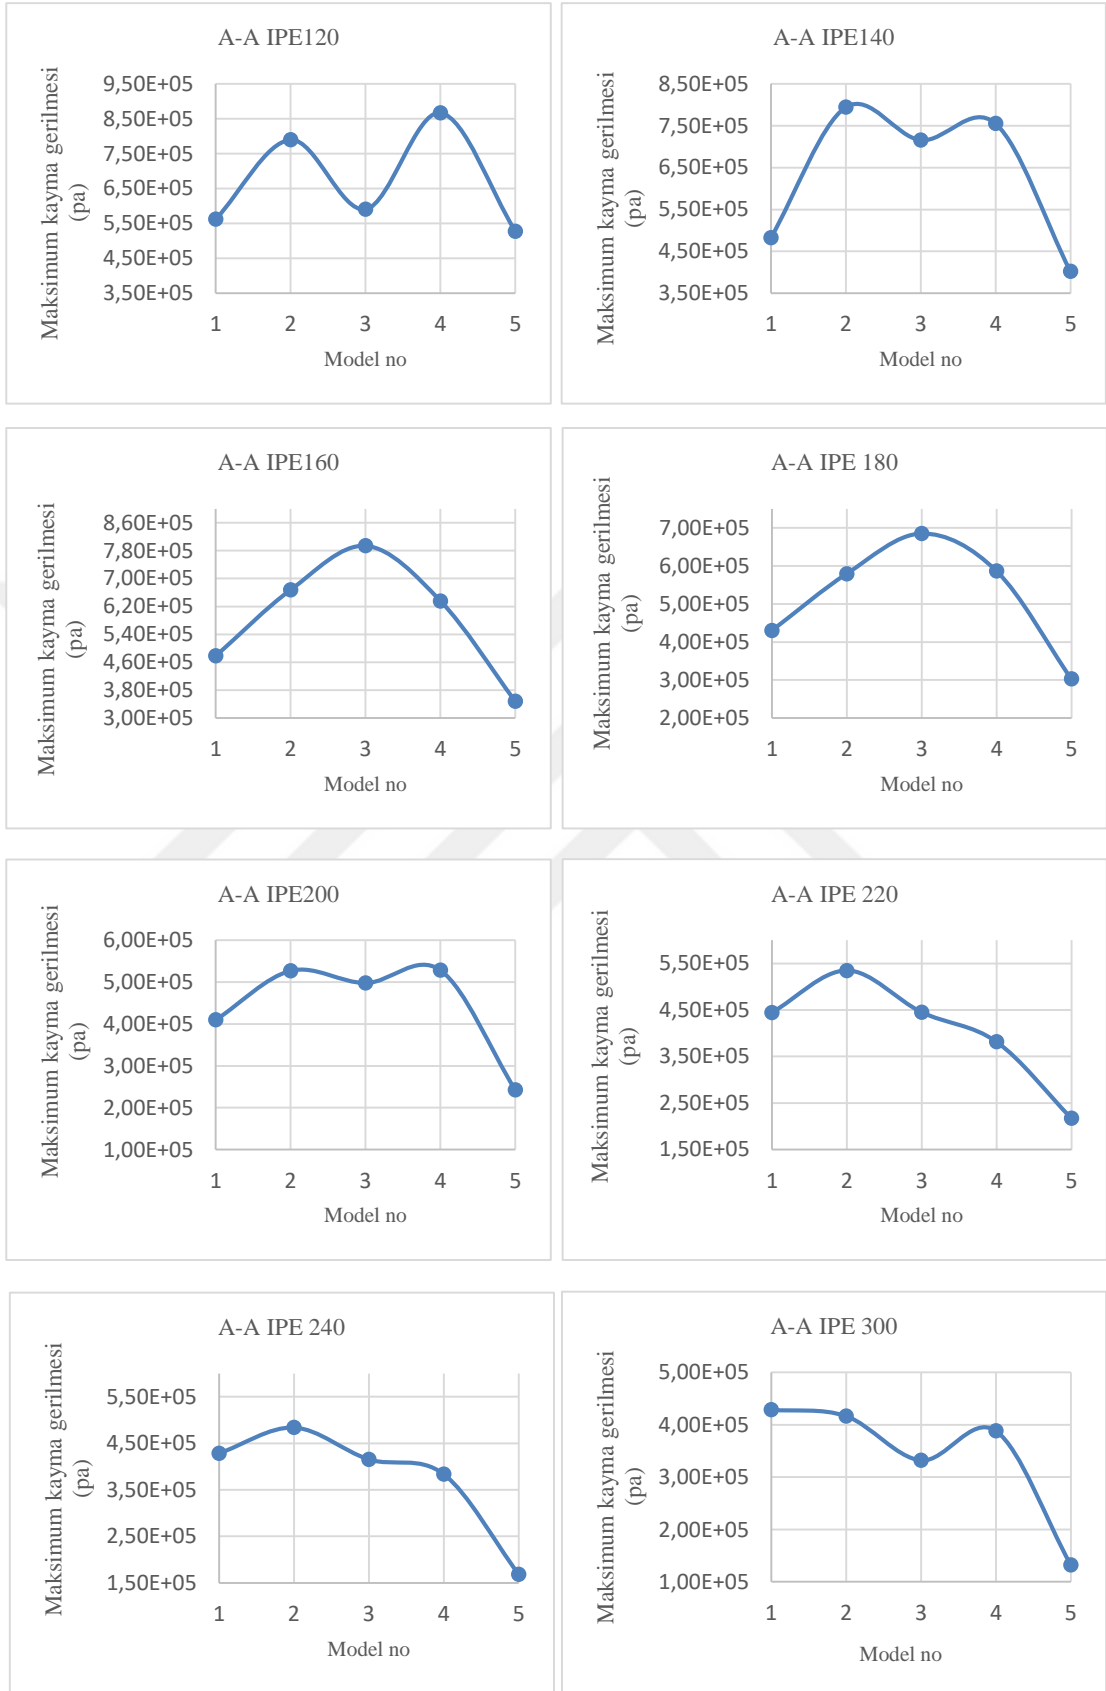 A-A IPE120
Maksimum kayma gerilmesi
(pa)
9,50E+05
8,50E+05
7,50E+05
6,50E+05
5,50E+05
4,50E+05
3,50E+05
1 2 3 4 5
Model no
A-A IPE140
Maksimum kayma gerilmesi
(pa)
8,50E+05
7,50E+05
6,50E+05
5,50E+05
4,50E+05
3,50E+05
1 2 3 4 5
Model no
A-A IPE160
Maksimum kayma gerilmesi
(pa)
8,60E+05
7,80E+05
7,00E+05
6,20E+05
5,40E+05
4,60E+05
3,80E+05
3,00E+05
1 2 3 4 5
Model no
A-A IPE 180
Maksimum kayma gerilmesi
(pa)
7,00E+05
6,00E+05
5,00E+05
4,00E+05
3,00E+05
2,00E+05
1 2 3 4 5
Model no
A-A IPE200
Maksimum kayma gerilmesi
(pa)
6,00E+05
5,00E+05
4,00E+05
3,00E+05
2,00E+05
1,00E+05
1 2 3 4 5
Model no
A-A IPE 220
Maksimum kayma gerilmesi
(pa)
5,50E+05
4,50E+05
3,50E+05
2,50E+05
1,50E+05
1 2 3 4 5
Model no
A-A IPE 240
Maksimum kayma gerilmesi
(pa)
5,50E+05
4,50E+05
3,50E+05
2,50E+05
1,50E+05
1 2 3 4 5
Model no
A-A IPE 300
Maksimum kayma gerilmesi
(pa)
5,00E+05
4,00E+05
3,00E+05
2,00E+05
1,00E+05
1 2 3 4 5
Model no